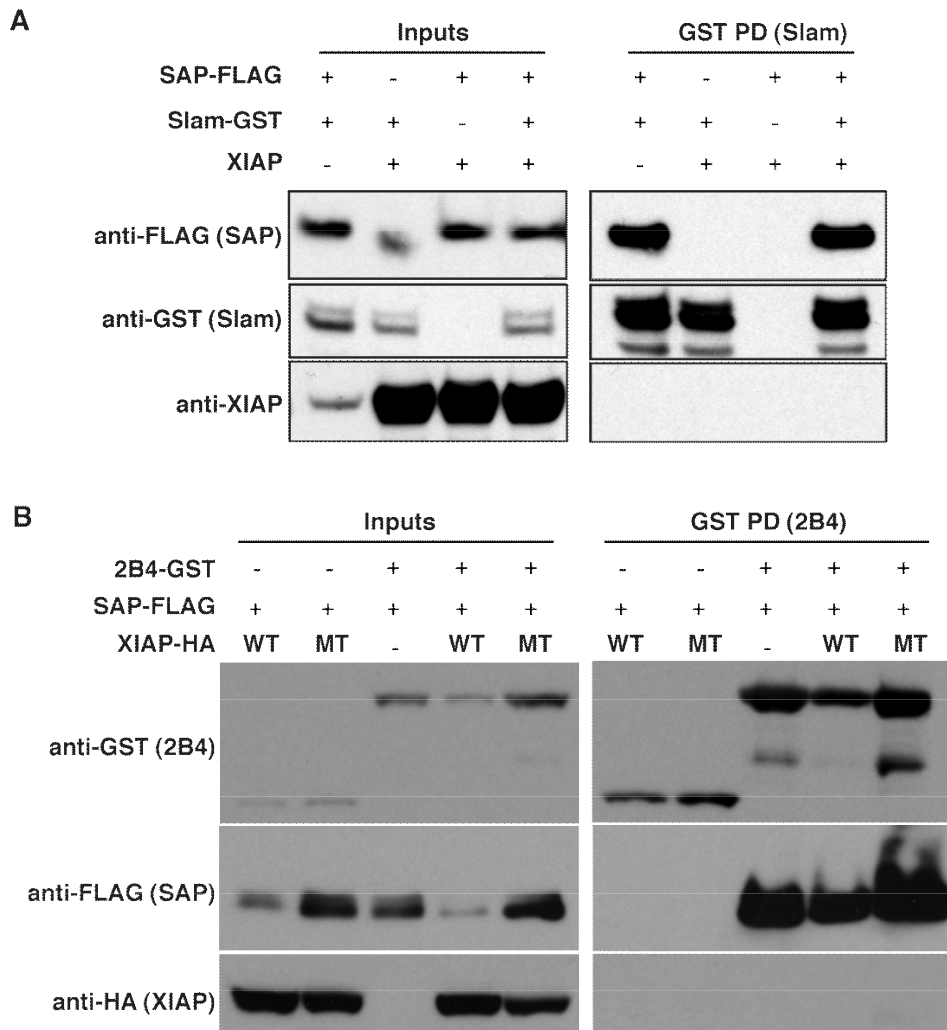 A
Inputs GST PD (Slam)
SAP-FLAG + - + + + - + +
Slam-GST + + - + + + - +
XIAP - + + + - + + +
anti-FLAG (SAP)
anti-GST (Slam)
anti-XIAP
B
Inputs GST PD (2B4)
2B4-GST - - + + + - - + + +
SAP-FLAG + + + + + + + + + +
XIAP-HA WT MT - WT MT WT MT - WT MT
anti-GST (2B4)
anti-FLAG (SAP)
anti-HA (XIAP)